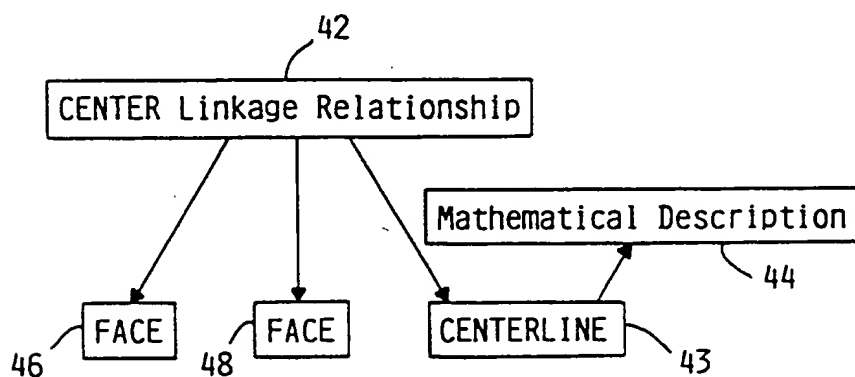 42
CENTER Linkage Relationship
Mathematical Description
44
46 FACE 48 FACE CENTERLINE 43